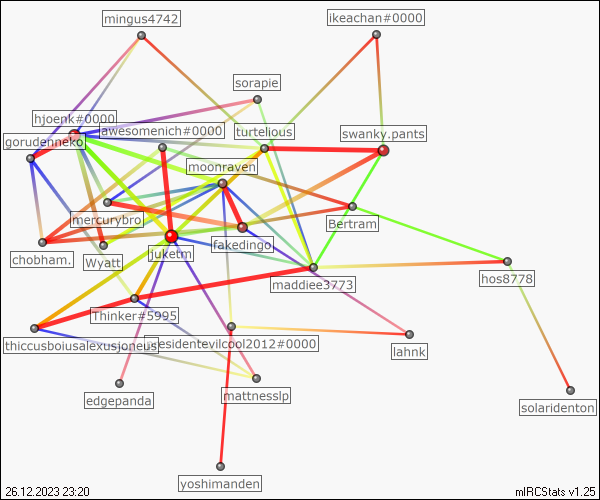 mingus4742
ikeachan#0000
sorapie
hjoenk#0000
awesomenich#0000
turtelious
swanky.pants
gorudenneko
moonraven
mercurybro
Bertram
fakedingo
chobham.
Wyatt
juketm
hos8778
maddiee3773
Thinker#5995
thiccusboiusalexusjoneus
esidentevilcool2012#0000
lahnk
mattnesslp
edgepanda
solaridenton
yoshimanden
26.12.2023 23:20
mIRCStats v1.25